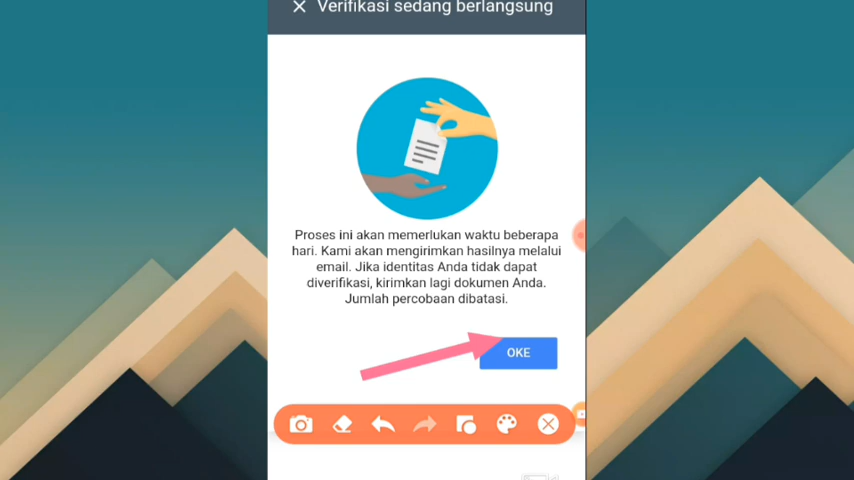 Verifikasi sedang berlangsung
Proses ini akan memerlukan waktu beberapa
hari. Kami akan mengirimkan hasilnya melalui
email. Jika identitas Anda tidak dapat
diverifikasi, kirimkan lagi dokumen Anda.
Jumlah percobaan dibatasi.
OKE